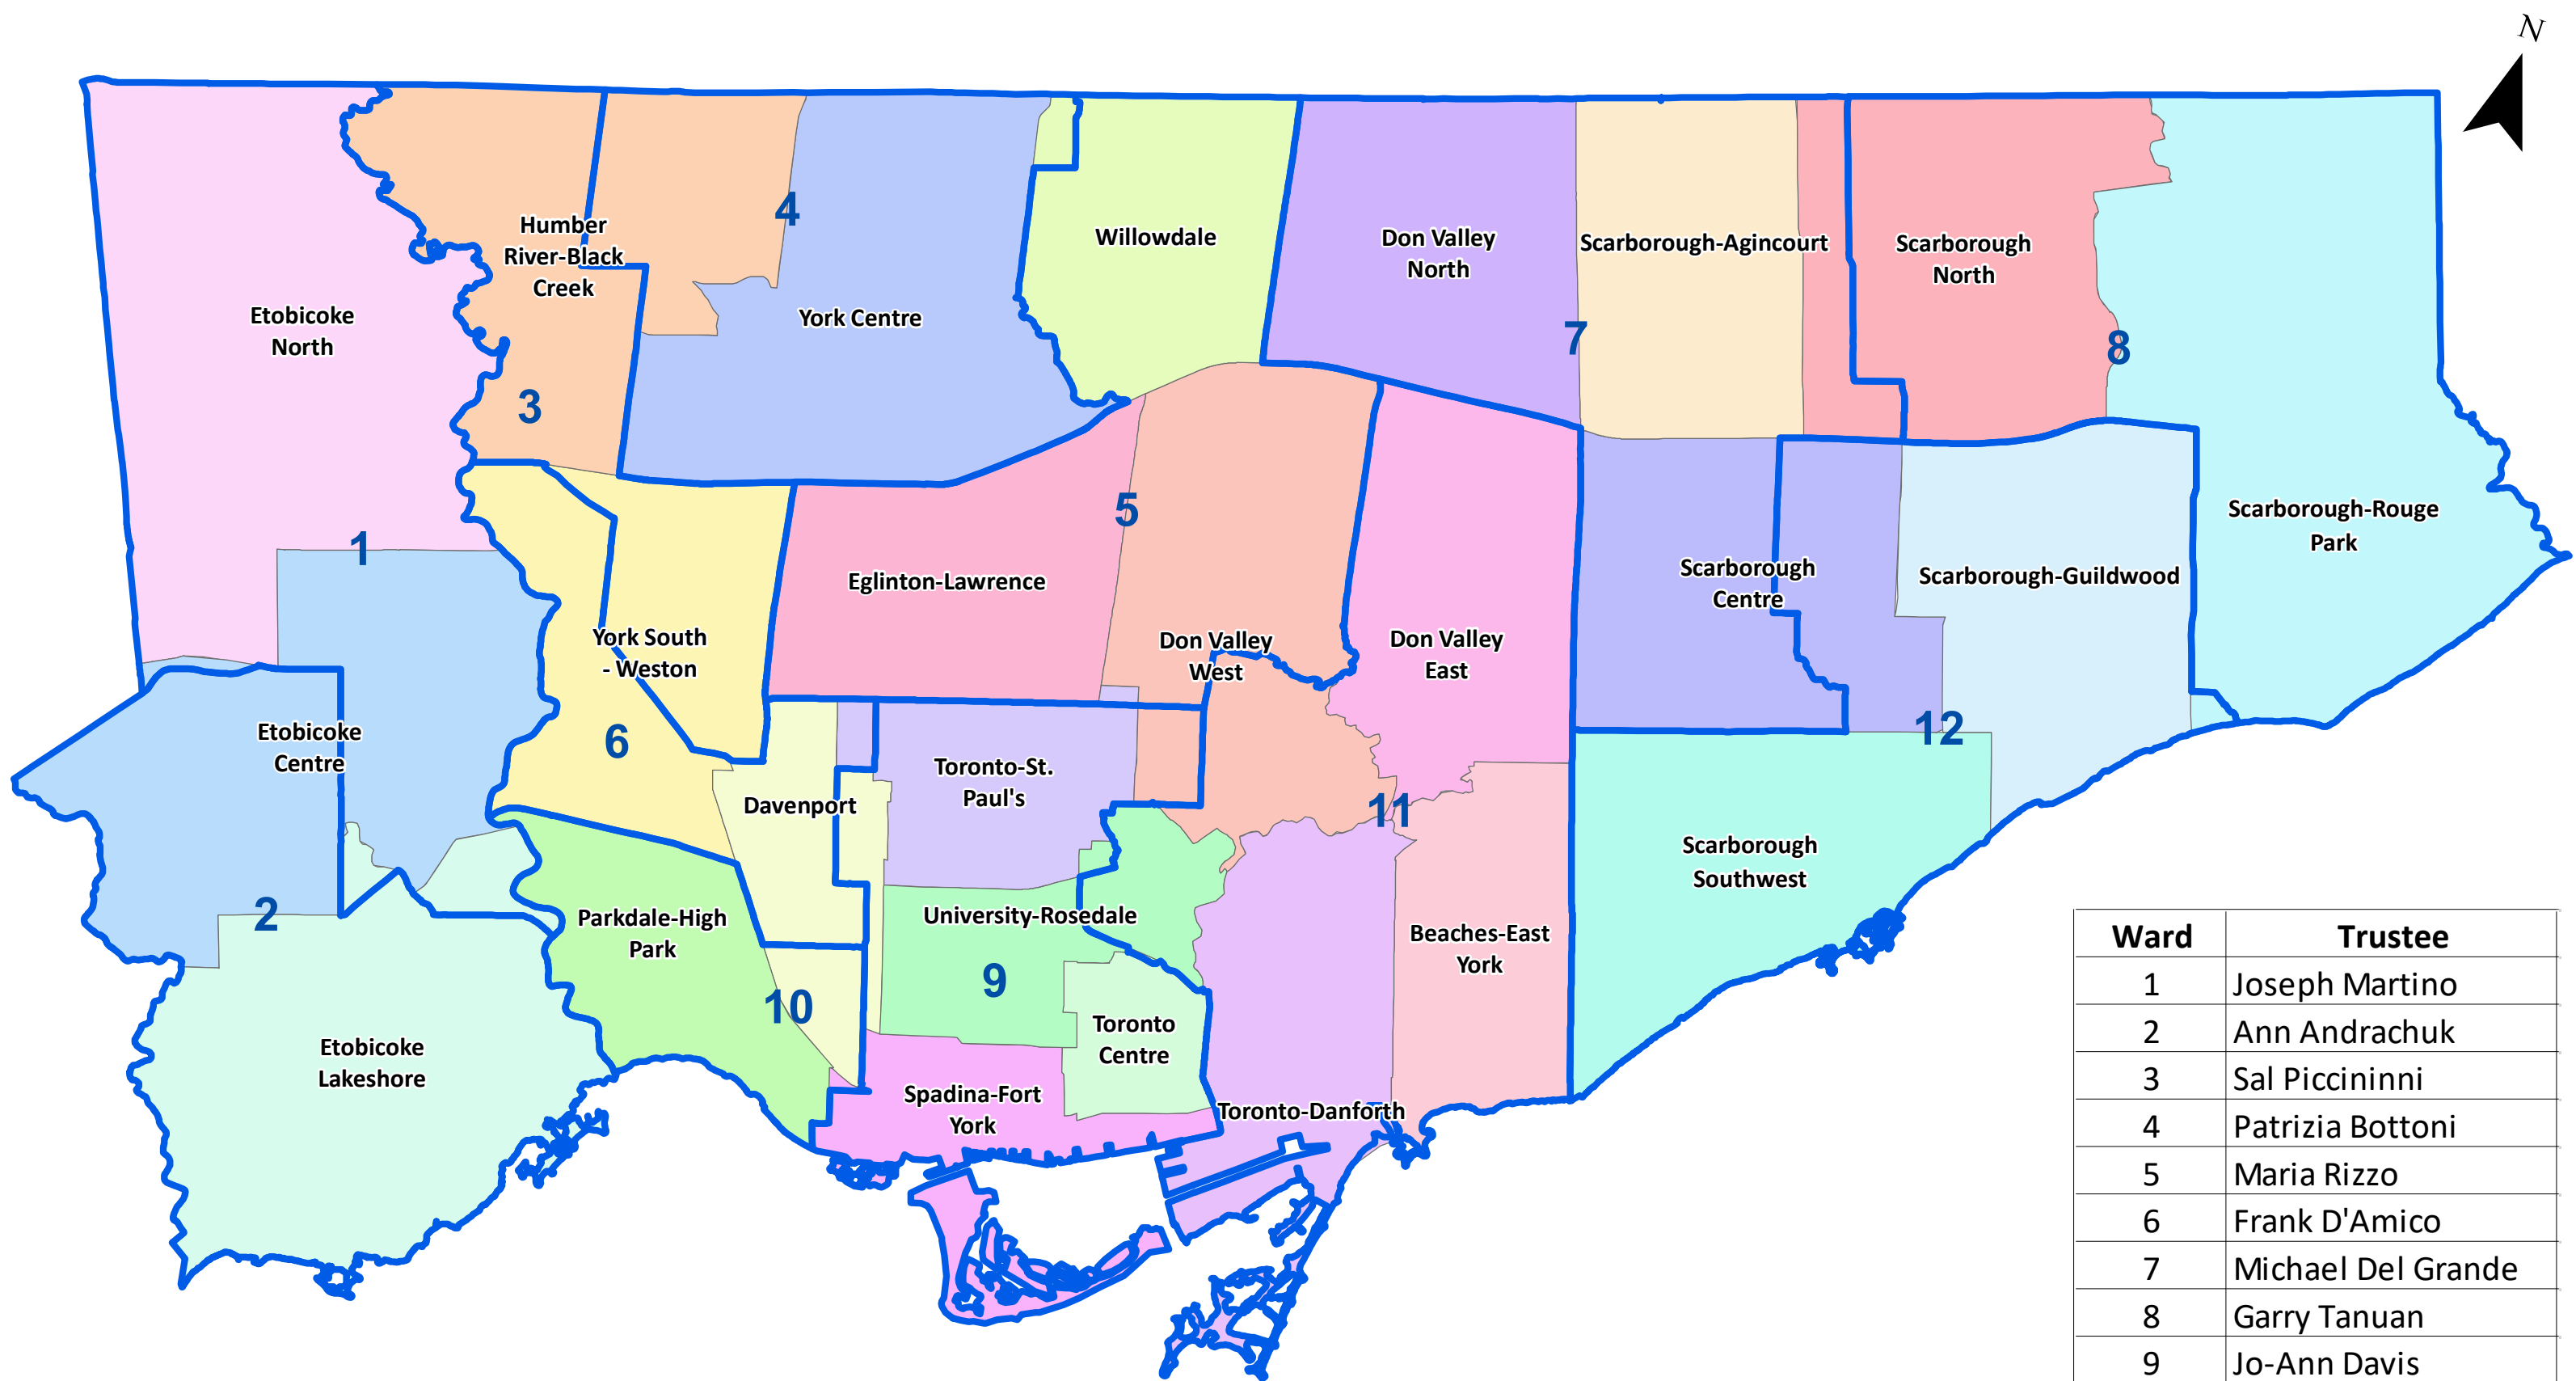 N
Humber
River-Black
Creek
4
Willowdale
Don Valley
North
Scarborough-Agincourt
Scarborough
North
Etobicoke
North
York Centre
7
8
3
5
Scarborough-Rouge
Park
1
Eglinton-Lawrence
Scarborough
Centre
Scarborough-Guildwood
York South
- Weston
Don Valley
West
Don Valley
East
Etobicoke
Centre
6
12
Toronto-St.
Paul's
Davenport
11
Scarborough
Southwest
2
Parkdale-High
Park
University-Rosedale
Beaches-East
York
9
10
Toronto
Centre
Etobicoke
Lakeshore
Spadina-Fort
York
Toronto-Danforth
Ward Trustee
1 Joseph Martino
2 Ann Andrachuk
3 Sal Piccininni
4 Patrizia Bottoni
5 Maria Rizzo
6 Frank D'Amico
7 Michael Del Grande
8 Garry Tanuan
9 Jo-Ann Davis